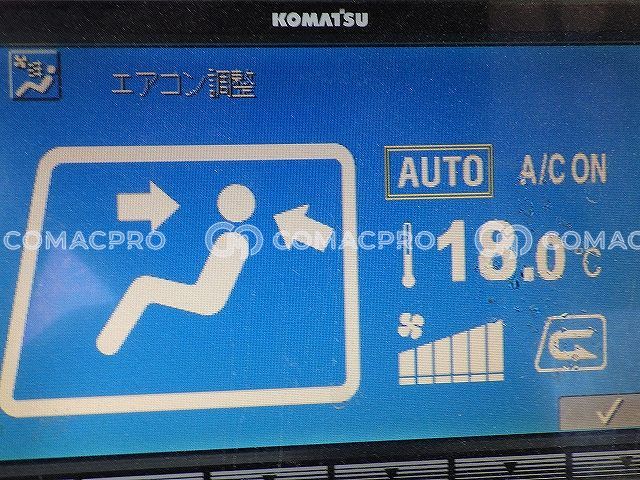 KOMATSU
エアコン調整
AUTO A/C ON
COMACPRO COMACPRO COMACPRO
18.0℃